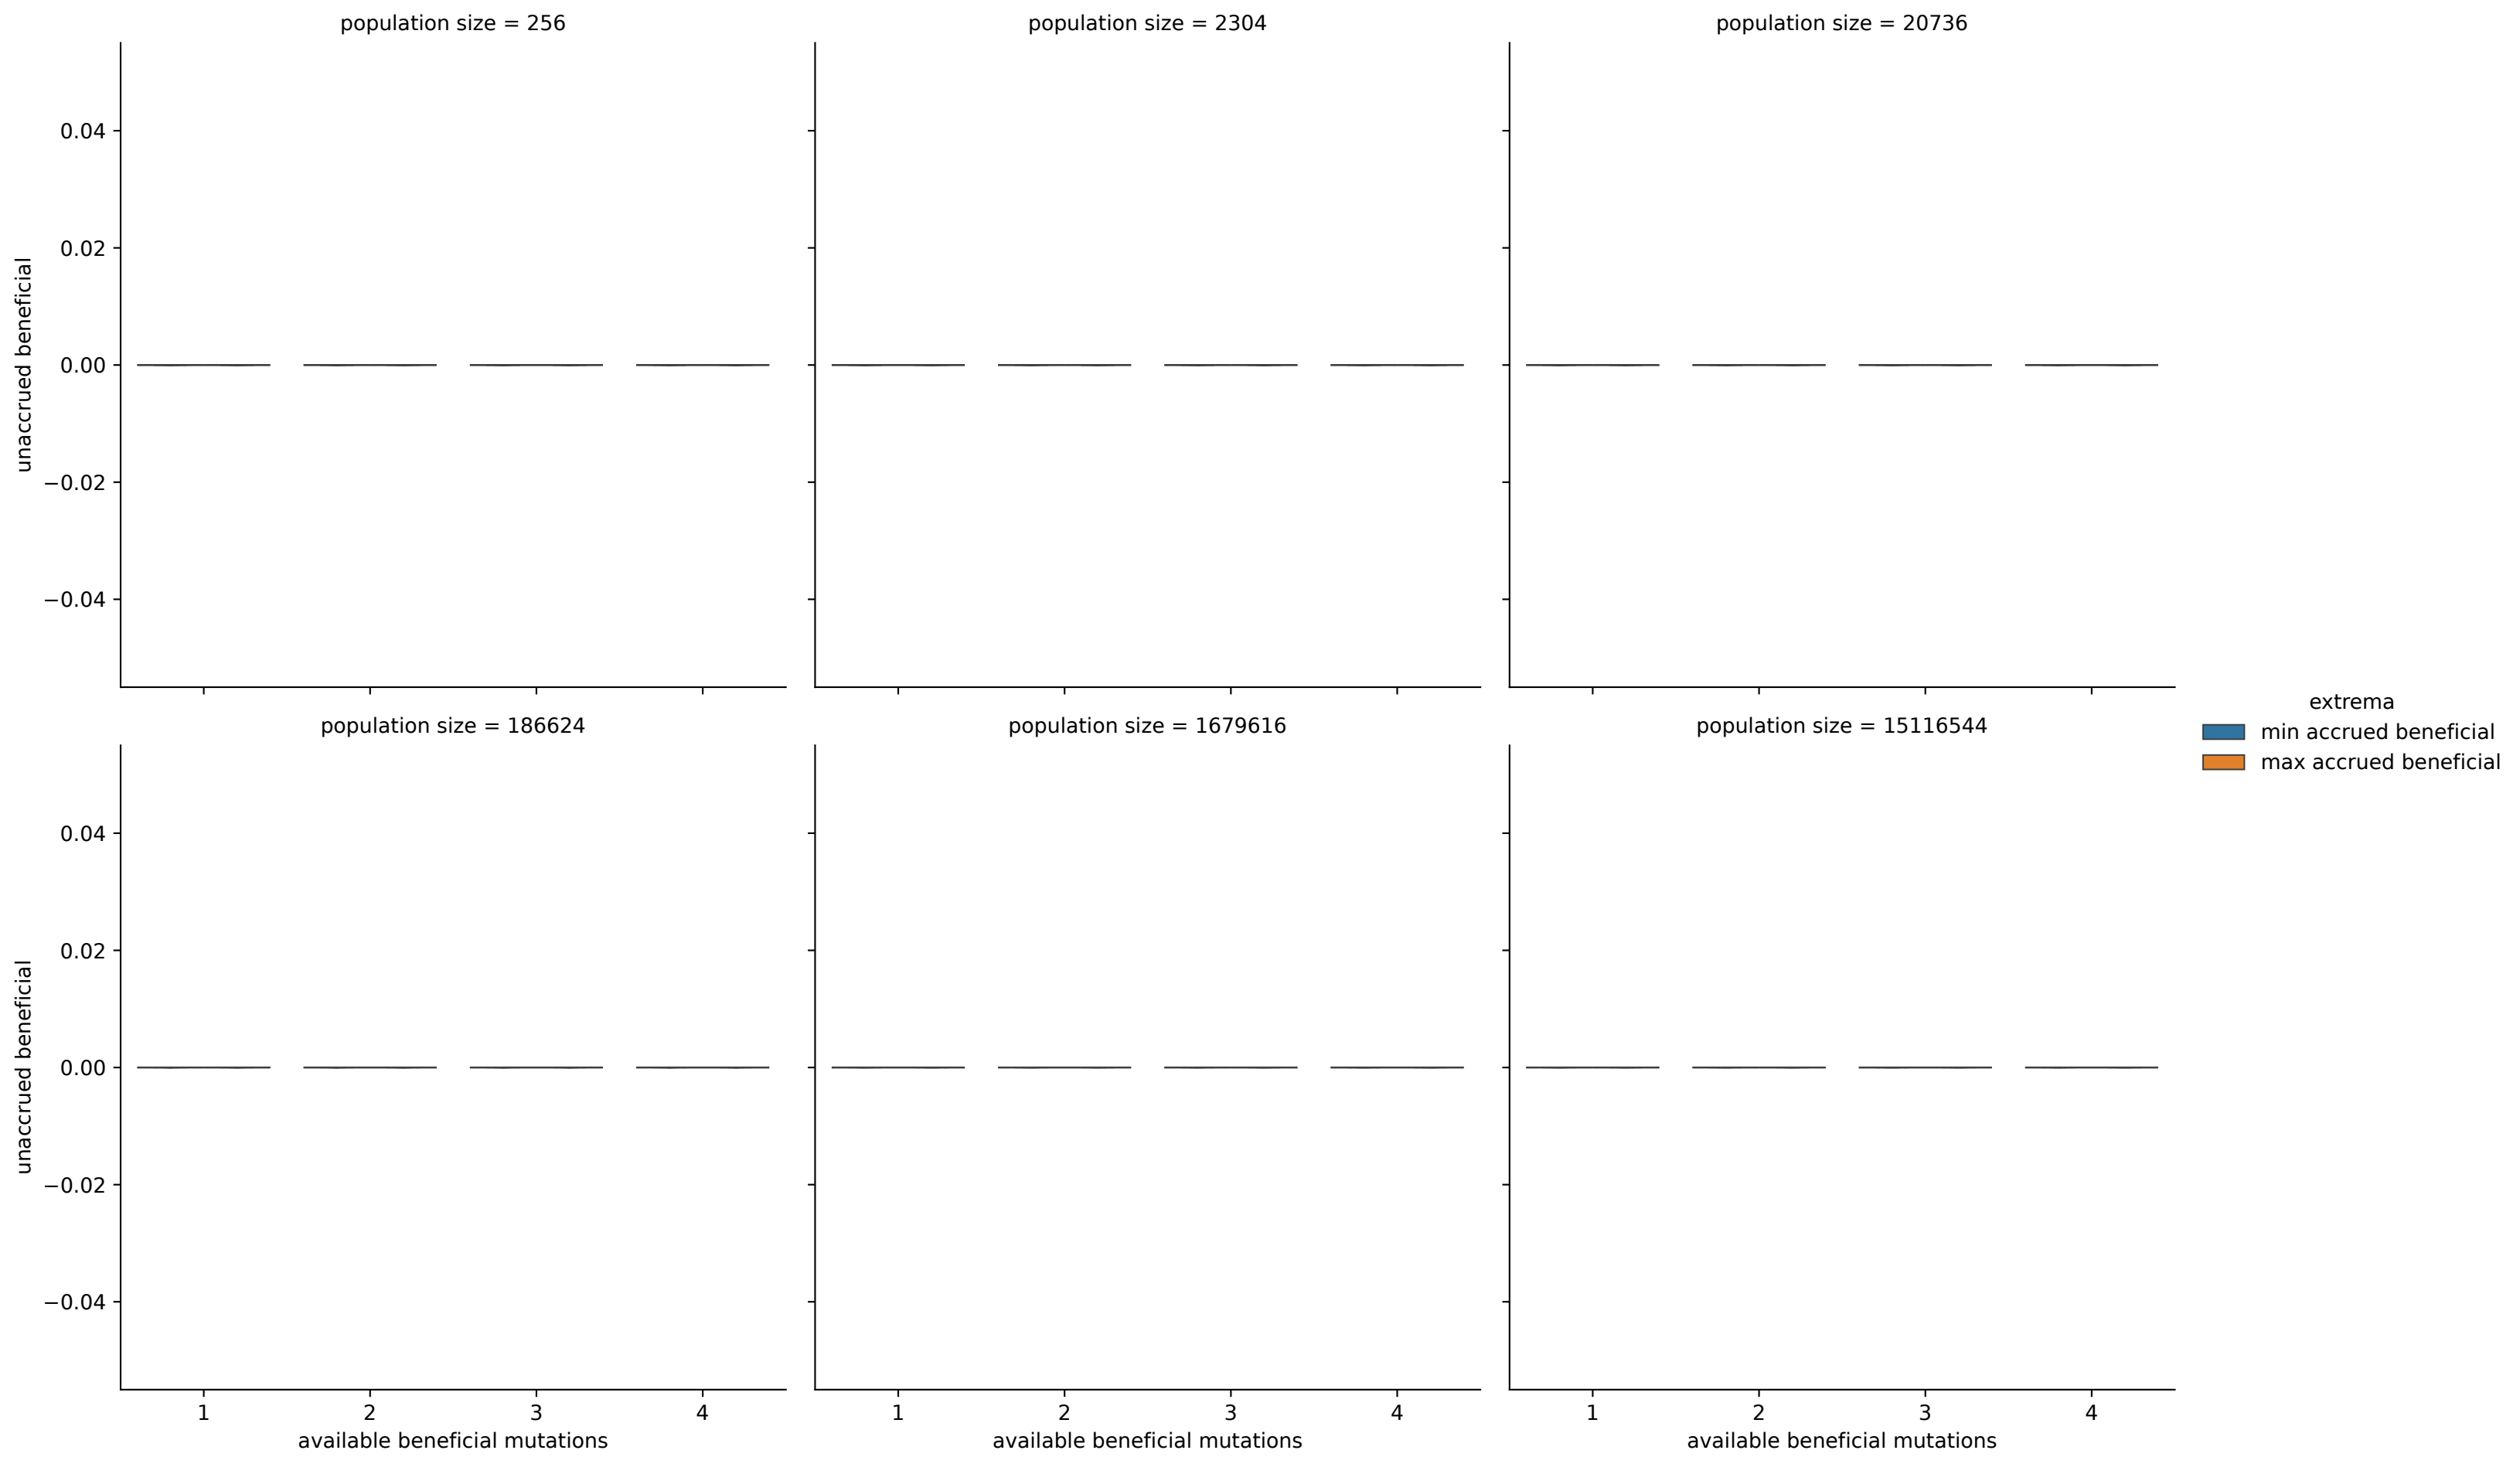 population size = 256
population size = 2304
population size = 20736
unaccrued beneficial
0.04
0.02
0.00
−0.02
−0.04
extrema
min accrued beneficial
max accrued beneficial
population size = 186624
population size = 1679616
population size = 15116544
unaccrued beneficial
0.04
0.02
0.00
−0.02
−0.04
1 2 3 4
1 2 3 4
1 2 3 4
available beneficial mutations
available beneficial mutations
available beneficial mutations